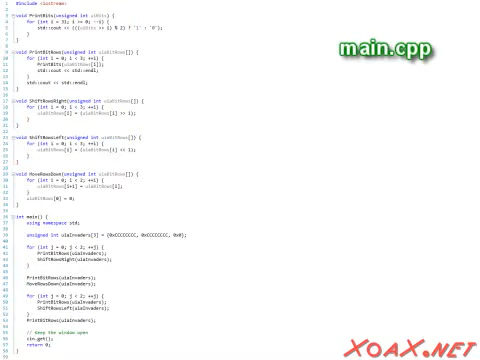 #include <iostream>
void PrintBits(unsigned int uiBits) {
for (int i = 31; i >= 0; --i) {
std::cout << (((uiBits >> i) % 2) ? '1' : '0');
}
}
void PrintBitRows(unsigned int uiaBitRows[]) {
for (int i = 0; i < 3; ++i) {
PrintBits(uiaBitRows[i]);
std::cout << std::endl;
}
std::cout << std::endl;
}
void ShiftRowsRight(unsigned int uiaBitRows[]) {
for (int i = 0; i < 3; ++i) {
uiaBitRows[i] = (uiaBitRows[i] >> 1);
}
}
void ShiftRowsLeft(unsigned int uiaBitRows[]) {
for (int i = 0; i < 3; ++i) {
uiaBitRows[i] = (uiaBitRows[i] << 1);
}
}
void MoveRowsDown(unsigned int uiaBitRows[]) {
for (int i = 0; i < 2; ++i) {
uiaBitRows[i+1] = uiaBitRows[i];
}
uiaBitRows[0] = 0;
}
int main() {
using namespace std;
unsigned int uiaInvaders[3] = {0xCCCCCCCC, 0xCCCCCCCC, 0x0};
for (int j = 0; j < 2; ++j) {
PrintBitRows(uiaInvaders);
ShiftRowsRight(uiaInvaders);
}
PrintBitRows(uiaInvaders);
MoveRowsDown(uiaInvaders);
for (int j = 0; j < 2; ++j) {
PrintBitRows(uiaInvaders);
ShiftRowsLeft(uiaInvaders);
}
PrintBitRows(uiaInvaders);
// Keep the window open
cin.get();
return 0;
}
main.cpp
XOAX.NET